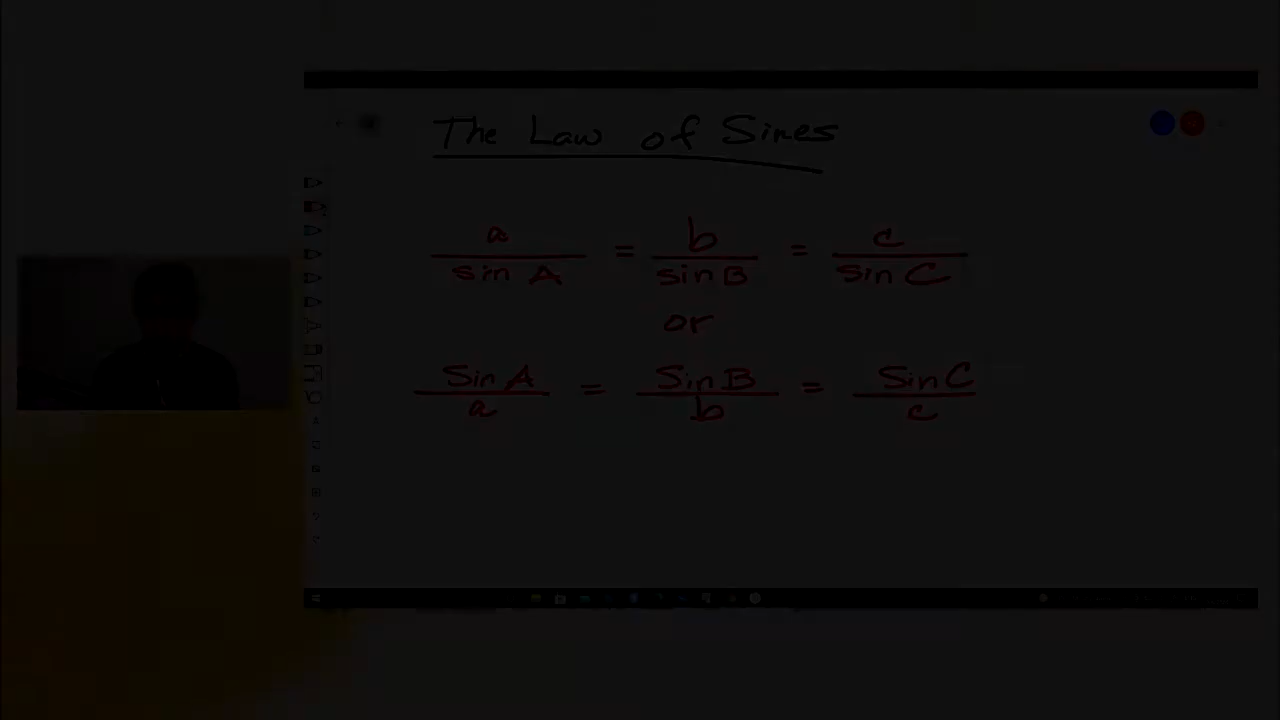 The Law of Sines
a/sin A = b/sin B = c/sin C
or
Sin A/a = Sin B/b = Sin C/c